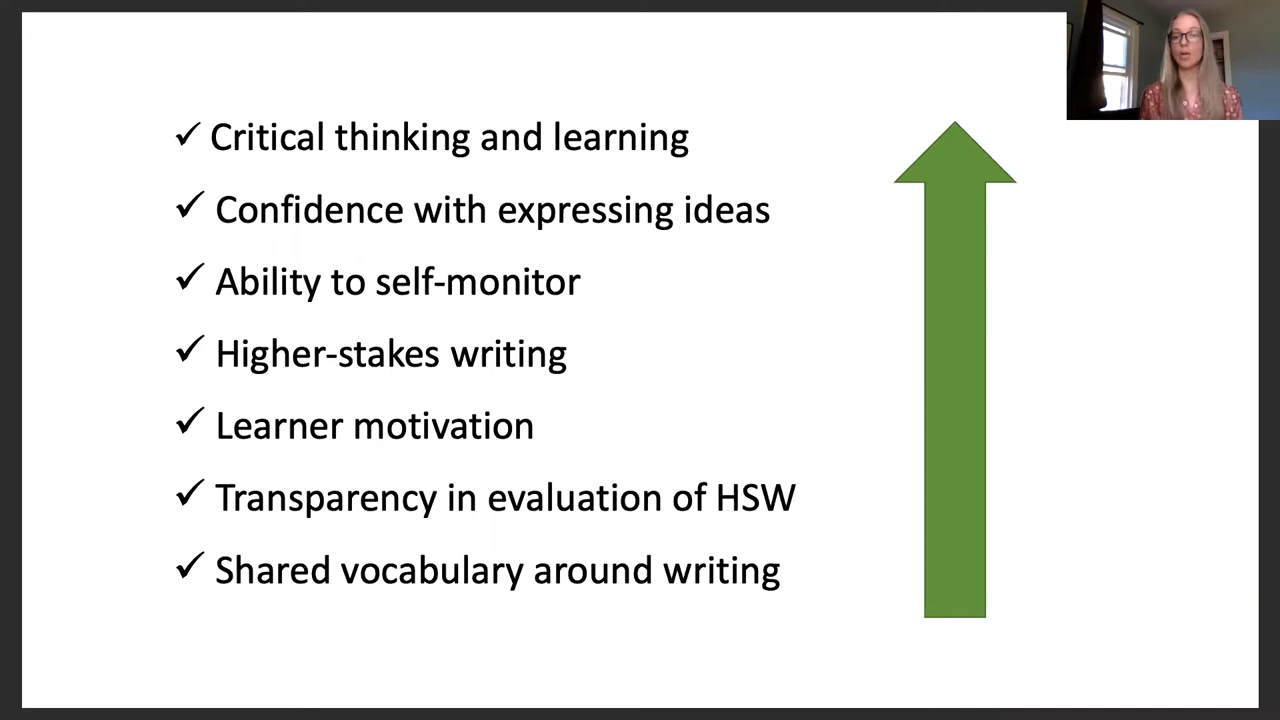 ✓ Critical thinking and learning
✓ Confidence with expressing ideas
✓ Ability to self-monitor
✓ Higher-stakes writing
✓ Learner motivation
✓ Transparency in evaluation of HSW
✓ Shared vocabulary around writing